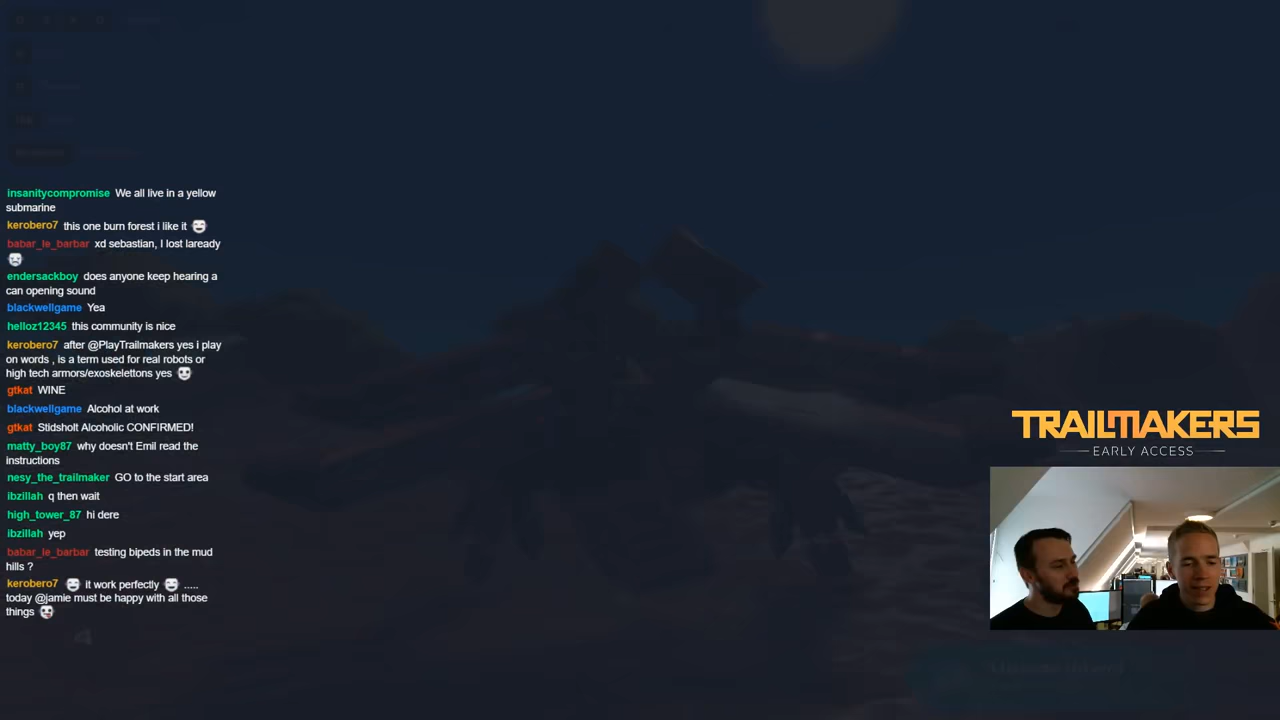 insanitycompromise We all live in a yellow
submarine
kerobero7 this one burn forest i like it
babar_le_barbar xd sebastian, I lost laready
endersackboy does anyone keep hearing a
can opening sound
blackwellgame Yea
helloz12345 this community is nice
kerobero7 after @PlayTrailmakers yes i play
on words , is a term used for real robots or
high tech armors/exoskelettons yes
gtkat WINE
blackwellgame Alcohol at work
gtkat Stidsholt Alcoholic CONFIRMED!
matty_boy87 why doesn't Emil read the
instructions
nesy_the_trailmaker GO to the start area
ibzillah q then wait
high_tower_87 hi dere
ibzillah yep
babar_le_barbar testing bipeds in the mud
hills ?
kerobero7 it work perfectly .....
today @jamie must be happy with all those
things
4
TRAILMAKERS
EARLY ACCESS